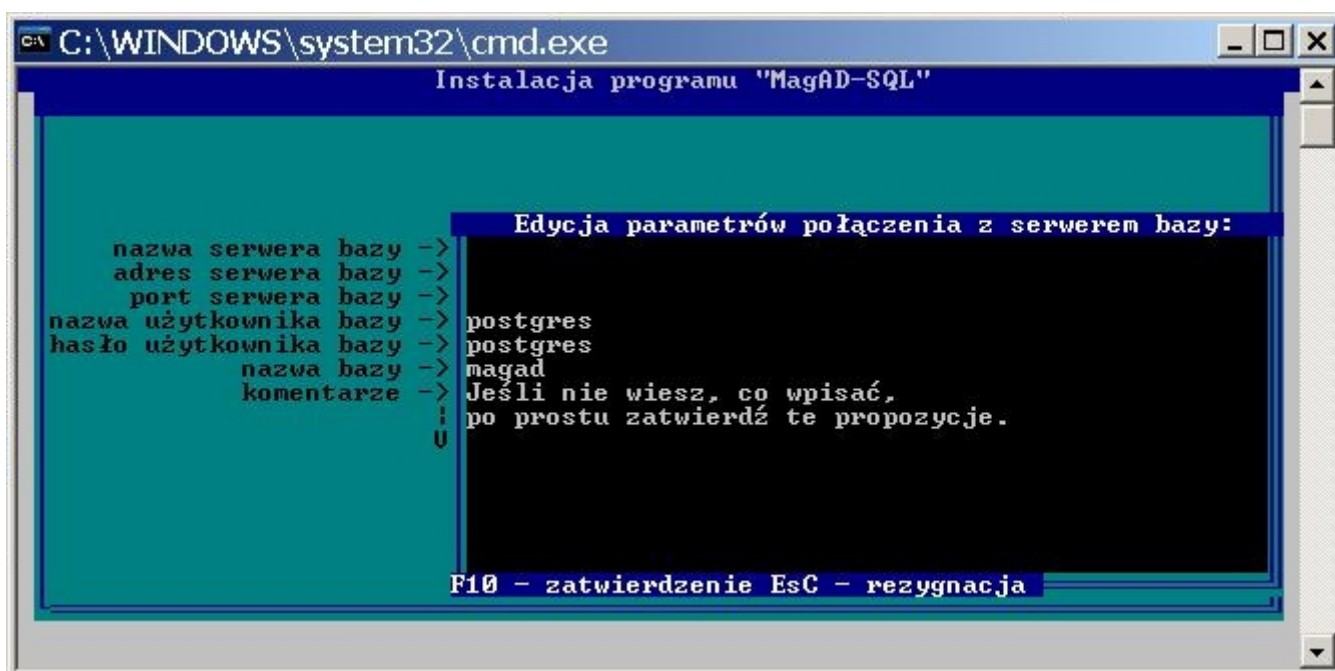 C:\WINDOWS\system32\cmd.exe
Instalacja programu "MagAD-SQL"
Edycja parametrów połączenia z serwerem bazy:
nazwa serwera bazy ->
adres serwera bazy ->
port serwera bazy ->
nazwa użytkownika bazy -> postgres
hasło użytkownika bazy -> postgres
nazwa bazy -> magad
komentarze -> Jeśli nie wiesz, co wpisać,
¦ po prostu zatwierdź te propozycje.
V
F10 - zatwierdzenie EsC - rezygnacja